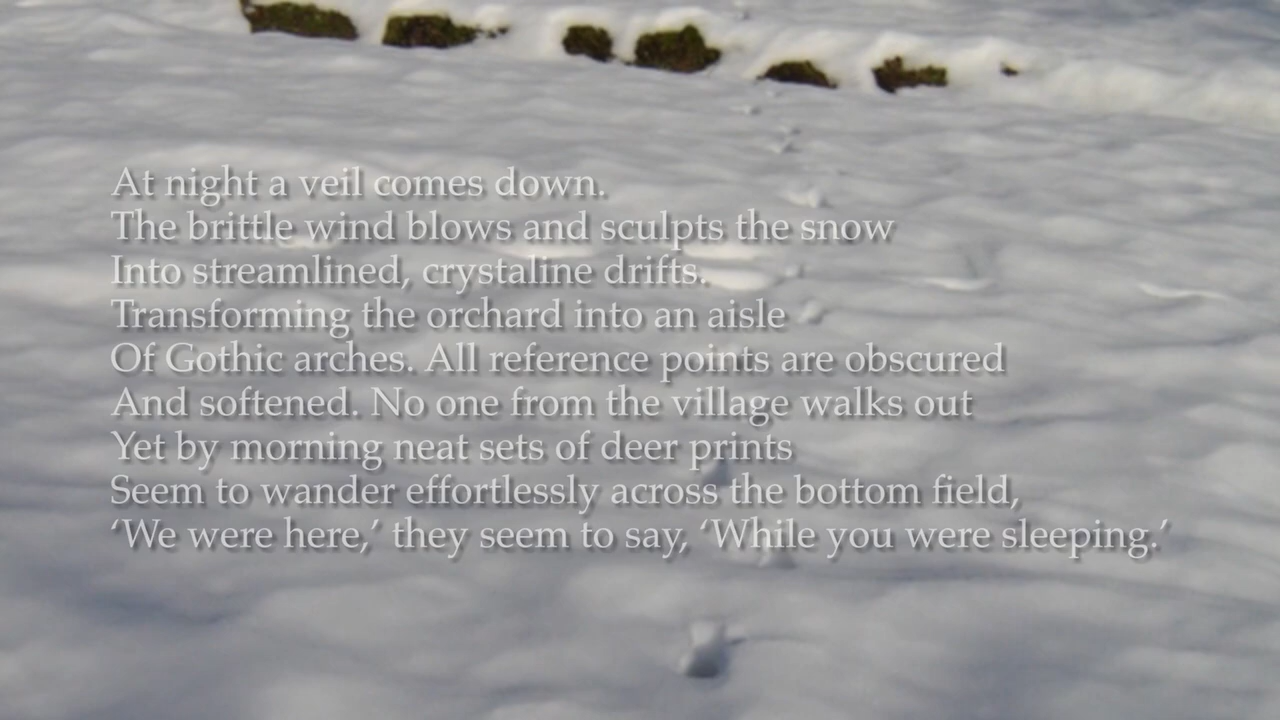 At night a veil comes down.
The brittle wind blows and sculpts the snow
Into streamlined, crystaline drifts.
Transforming the orchard into an aisle
Of Gothic arches. All reference points are obscured
And softened. No one from the village walks out
Yet by morning neat sets of deer prints
Seem to wander effortlessly across the bottom field,
‘We were here,’ they seem to say, ‘While you were sleeping.’